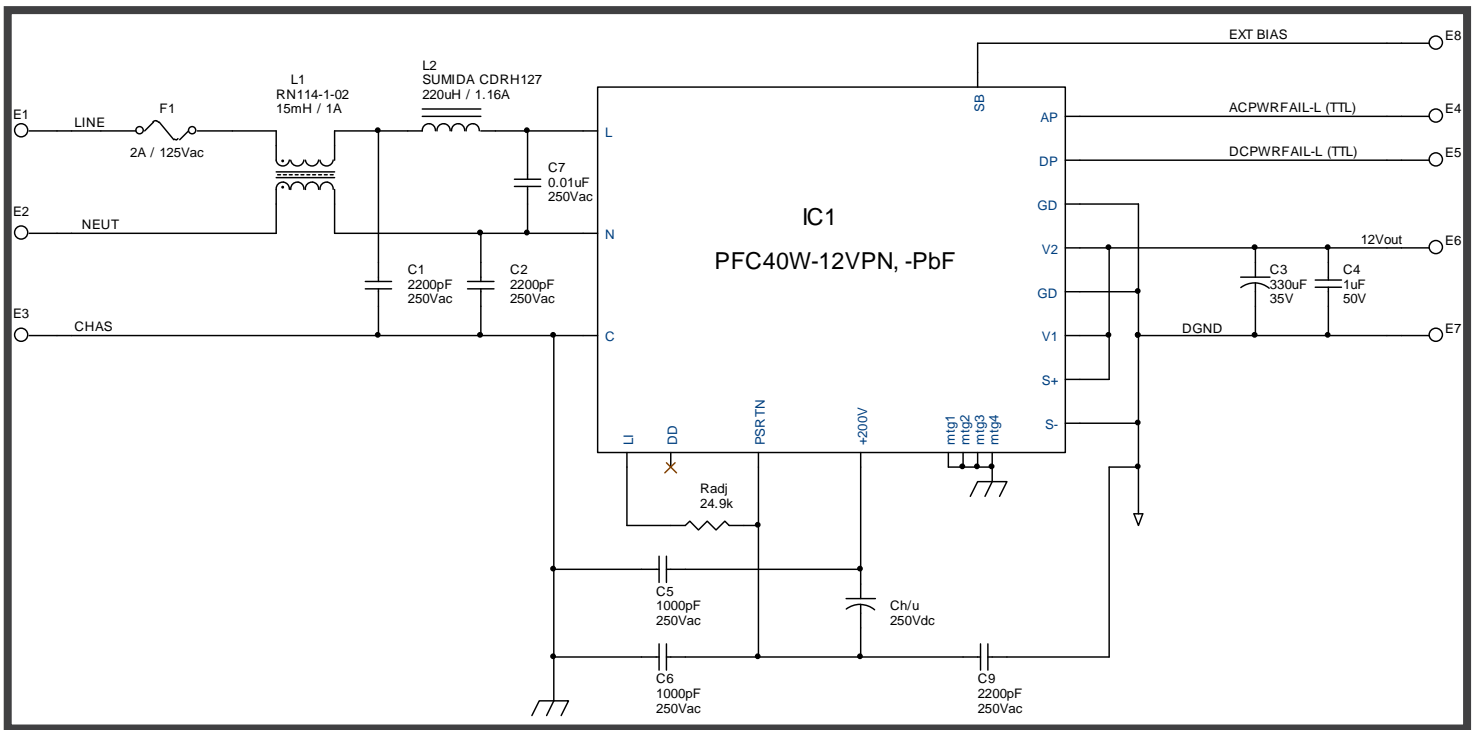 EXT BIAS
E8
L2
SUMIDA CDRH127
220uH / 1.16A
L1
RN114-1-02
15mH / 1A
E1
LINE
F1
2A / 125Vac
L
SB
AP
ACPWRFAIL-L (TTL)
E4
DP
DCPWRFAIL-L (TTL)
E5
C7
0.01uF
250Vac
GD
E2
NEUT
N
IC1
PFC40W-12VPN, -PbF
V2
12Vout
E6
C1
2200pF
250Vac
C2
2200pF
250Vac
C3
330uF
35V
C4
1uF
50V
GD
E3
CHAS
C
V1
DGND
E7
S+
S-
LI
DD
PSRTN
+200V
mtg1
mtg2
mtg3
mtg4
Radj
24.9k
C5
1000pF
250Vac
Ch/u
250Vdc
C6
1000pF
250Vac
C9
2200pF
250Vac